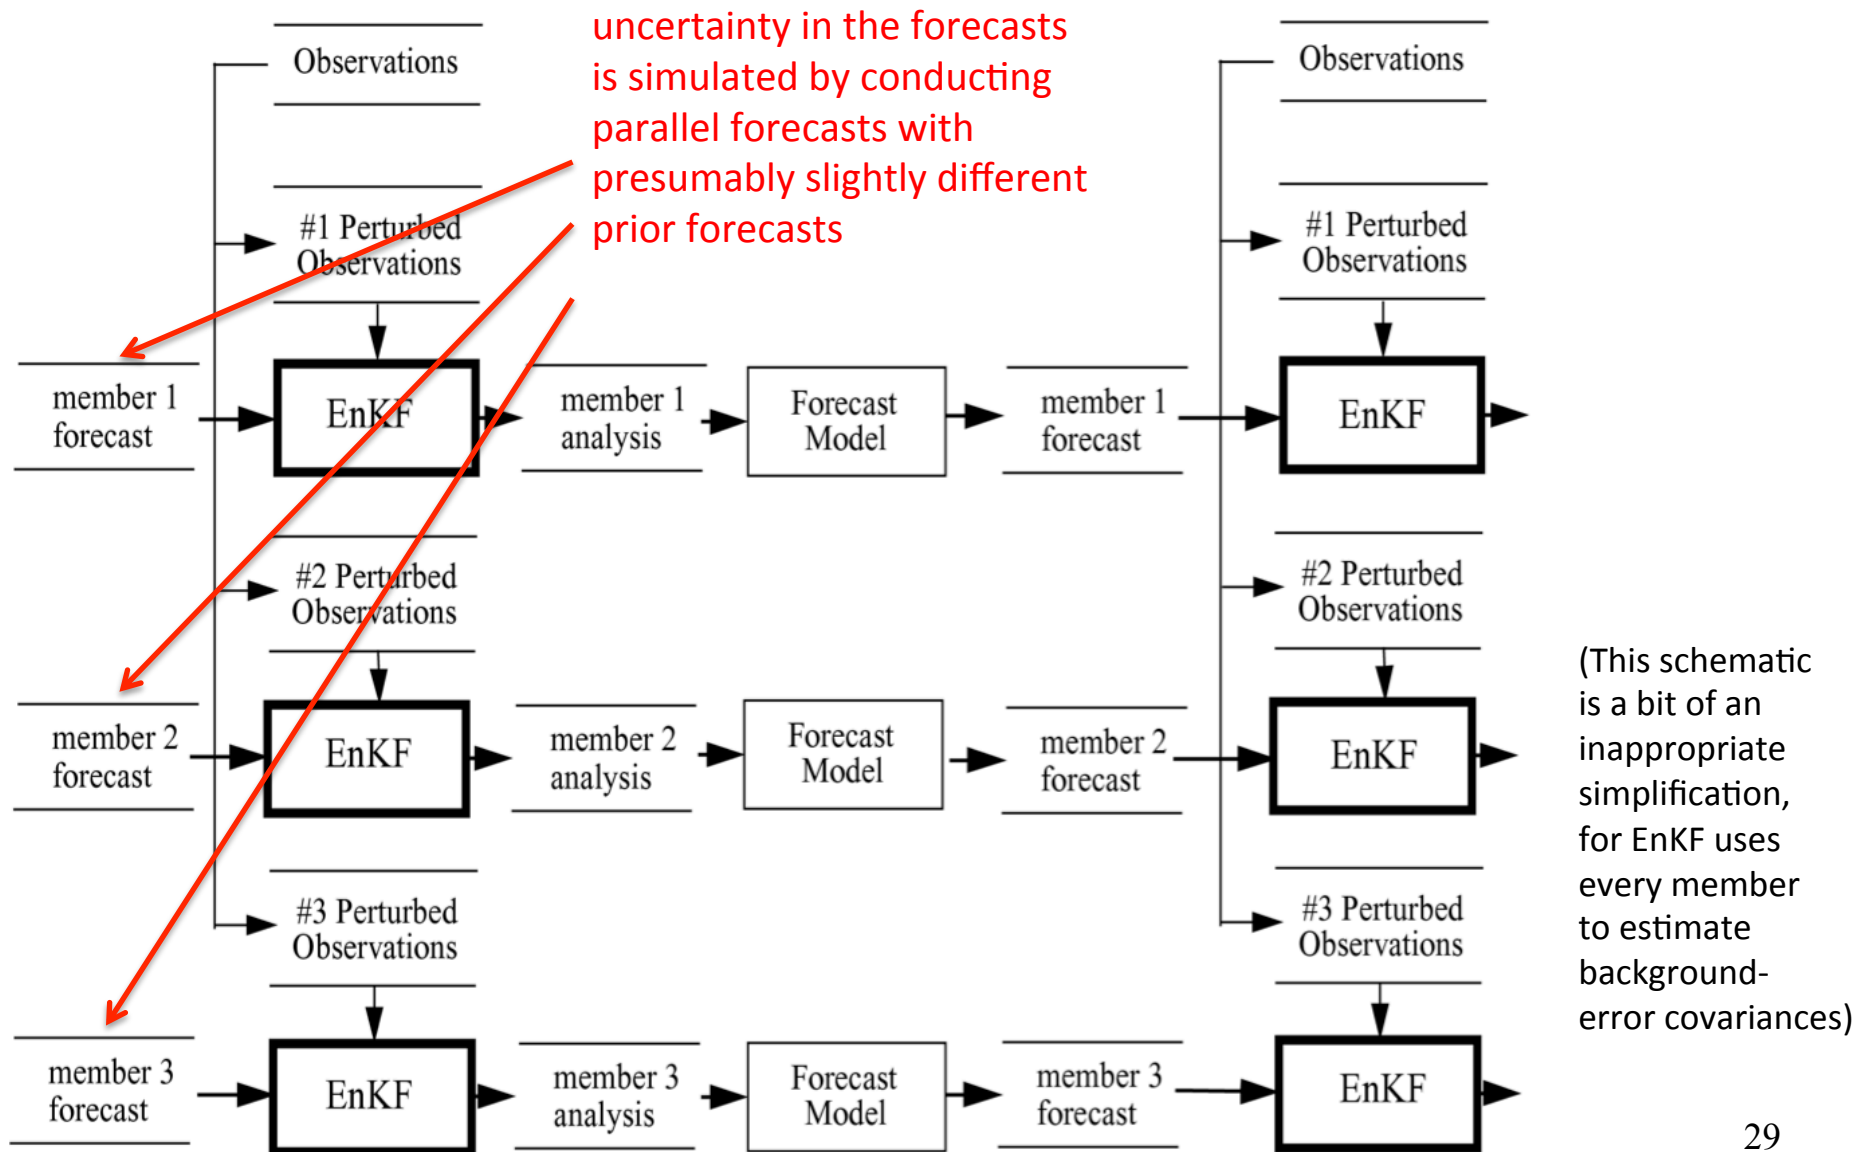 Observations
uncertainty in the forecasts
is simulated by conducting
parallel forecasts with
presumably slightly different
prior forecasts
Observations
#1 Perturbed
Observations
#1 Perturbed
Observations
member 1
forecast
EnKF
member 1
analysis
Forecast
Model
member 1
forecast
EnKF
#2 Perturbed
Observations
#2 Perturbed
Observations
member 2
forecast
EnKF
member 2
analysis
Forecast
Model
member 2
forecast
EnKF
#3 Perturbed
Observations
#3 Perturbed
Observations
member 3
forecast
EnKF
member 3
analysis
Forecast
Model
member 3
forecast
EnKF
(This schematic
is a bit of an
inappropriate
simplification,
for EnKF uses
every member
to estimate
background-
error covariances)
29